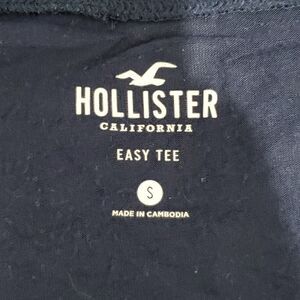 HOLLISTER
CALIFORNIA
EASY TEE
S
MADE IN CAMBODIA